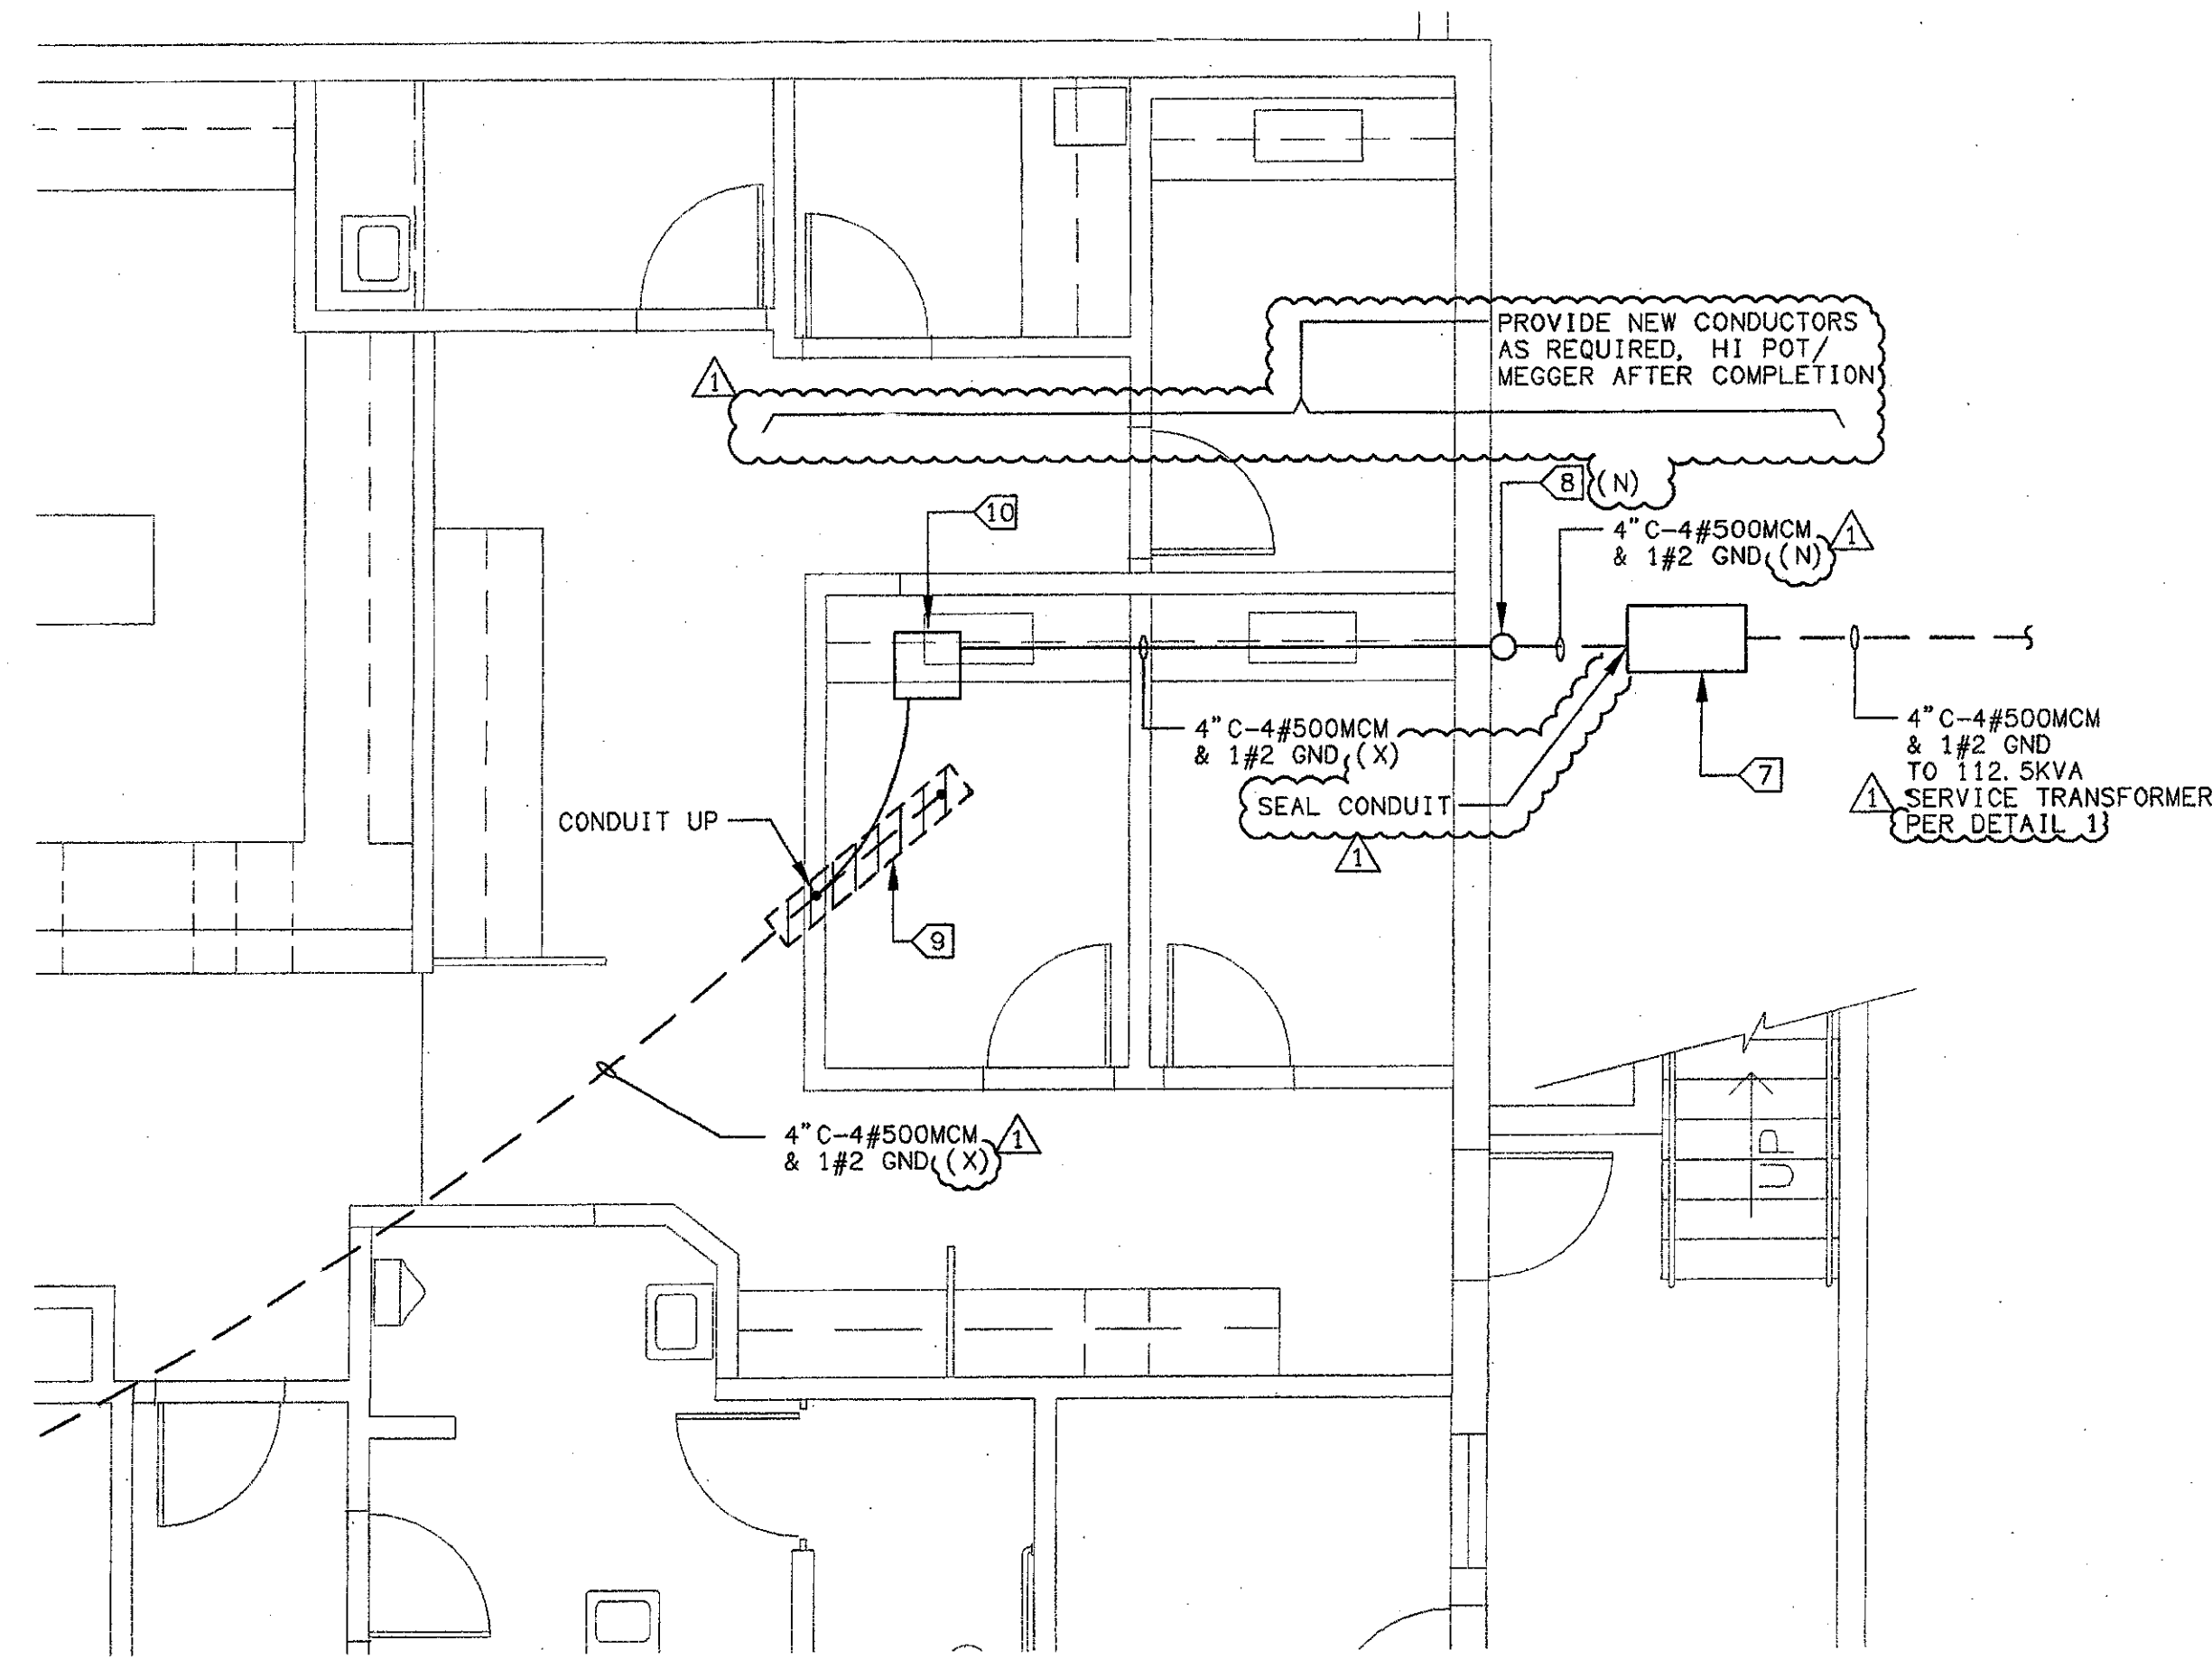 PROVIDE NEW CONDUCTORS
AS REQUIRED, HI POT/
MEGGER AFTER COMPLETION
1
8
(N)
10
4"C-4#500MCM
& 1#2 GND (N)
1
4"C-4#500MCM
& 1#2 GND (X)
SEAL CONDUIT
1
7
4"C-4#500MCM
& 1#2 GND
TO 112.5KVA
SERVICE TRANSFORMER
PER DETAIL 1
1
CONDUIT UP
9
4"C-4#500MCM
& 1#2 GND (X)
1
UP